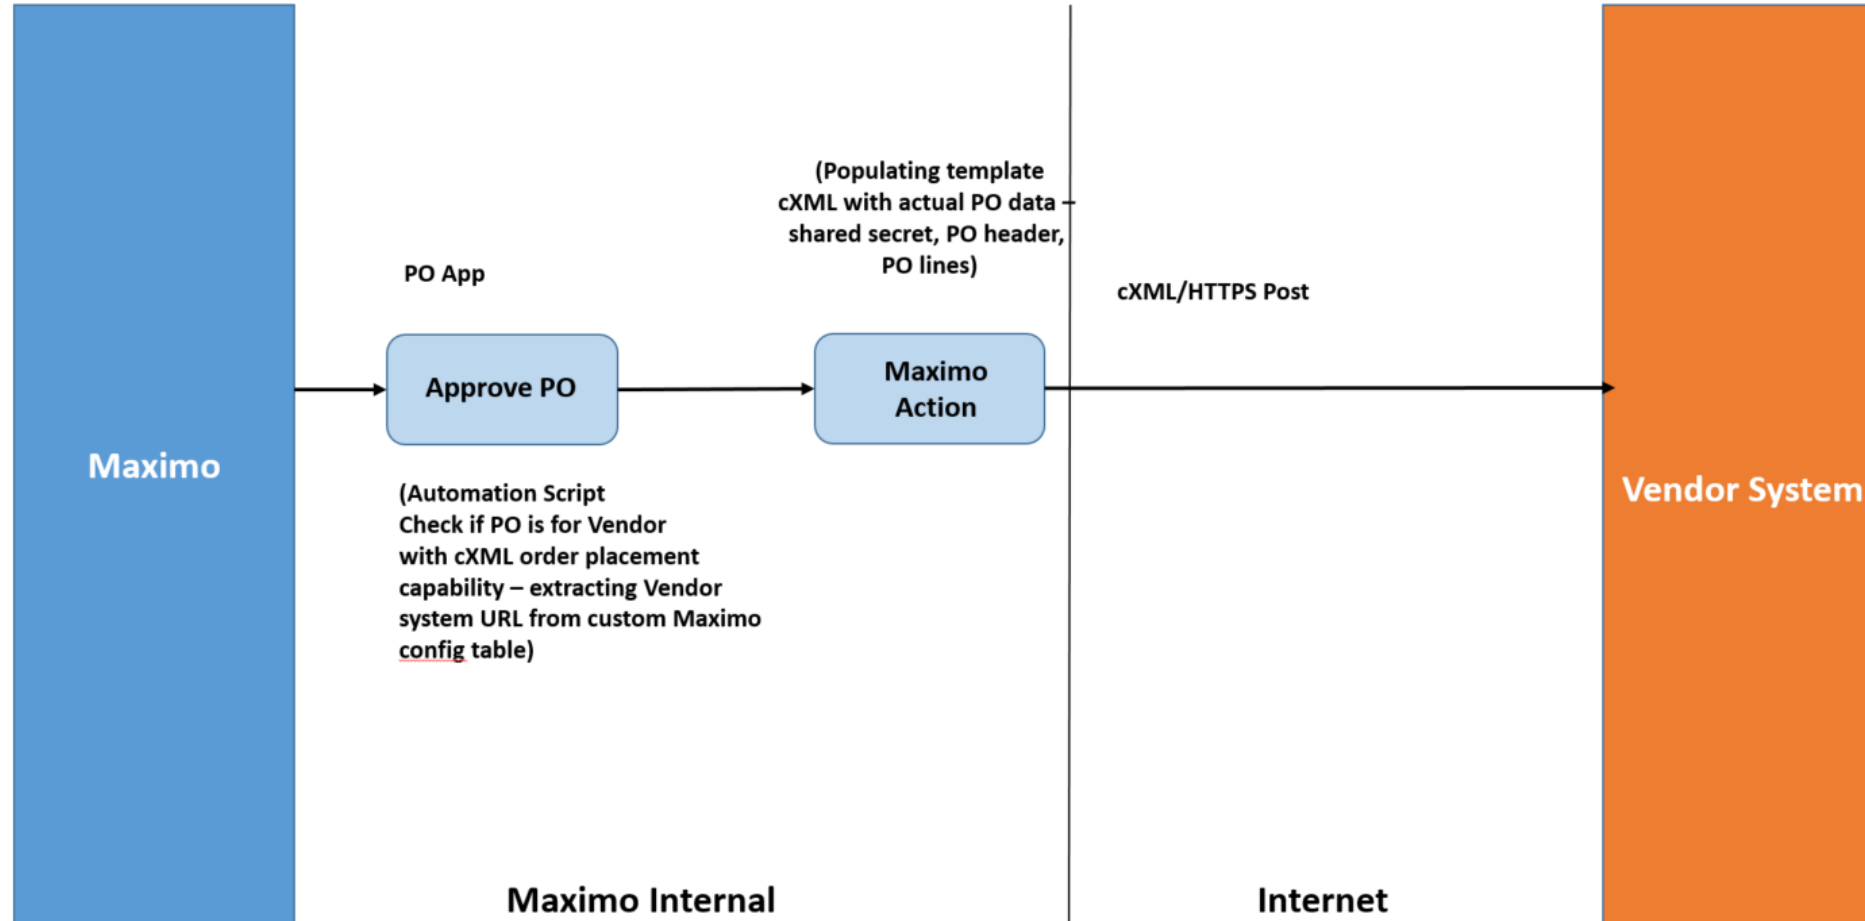 (Populating template
cXML with actual PO data –
shared secret, PO header,
PO lines)
PO App
cXML/HTTPS Post
Approve PO
Maximo
Action
Maximo
Vendor System
(Automation Script
Check if PO is for Vendor
with cXML order placement
capability – extracting Vendor
system URL from custom Maximo
config table)
Maximo Internal
Internet